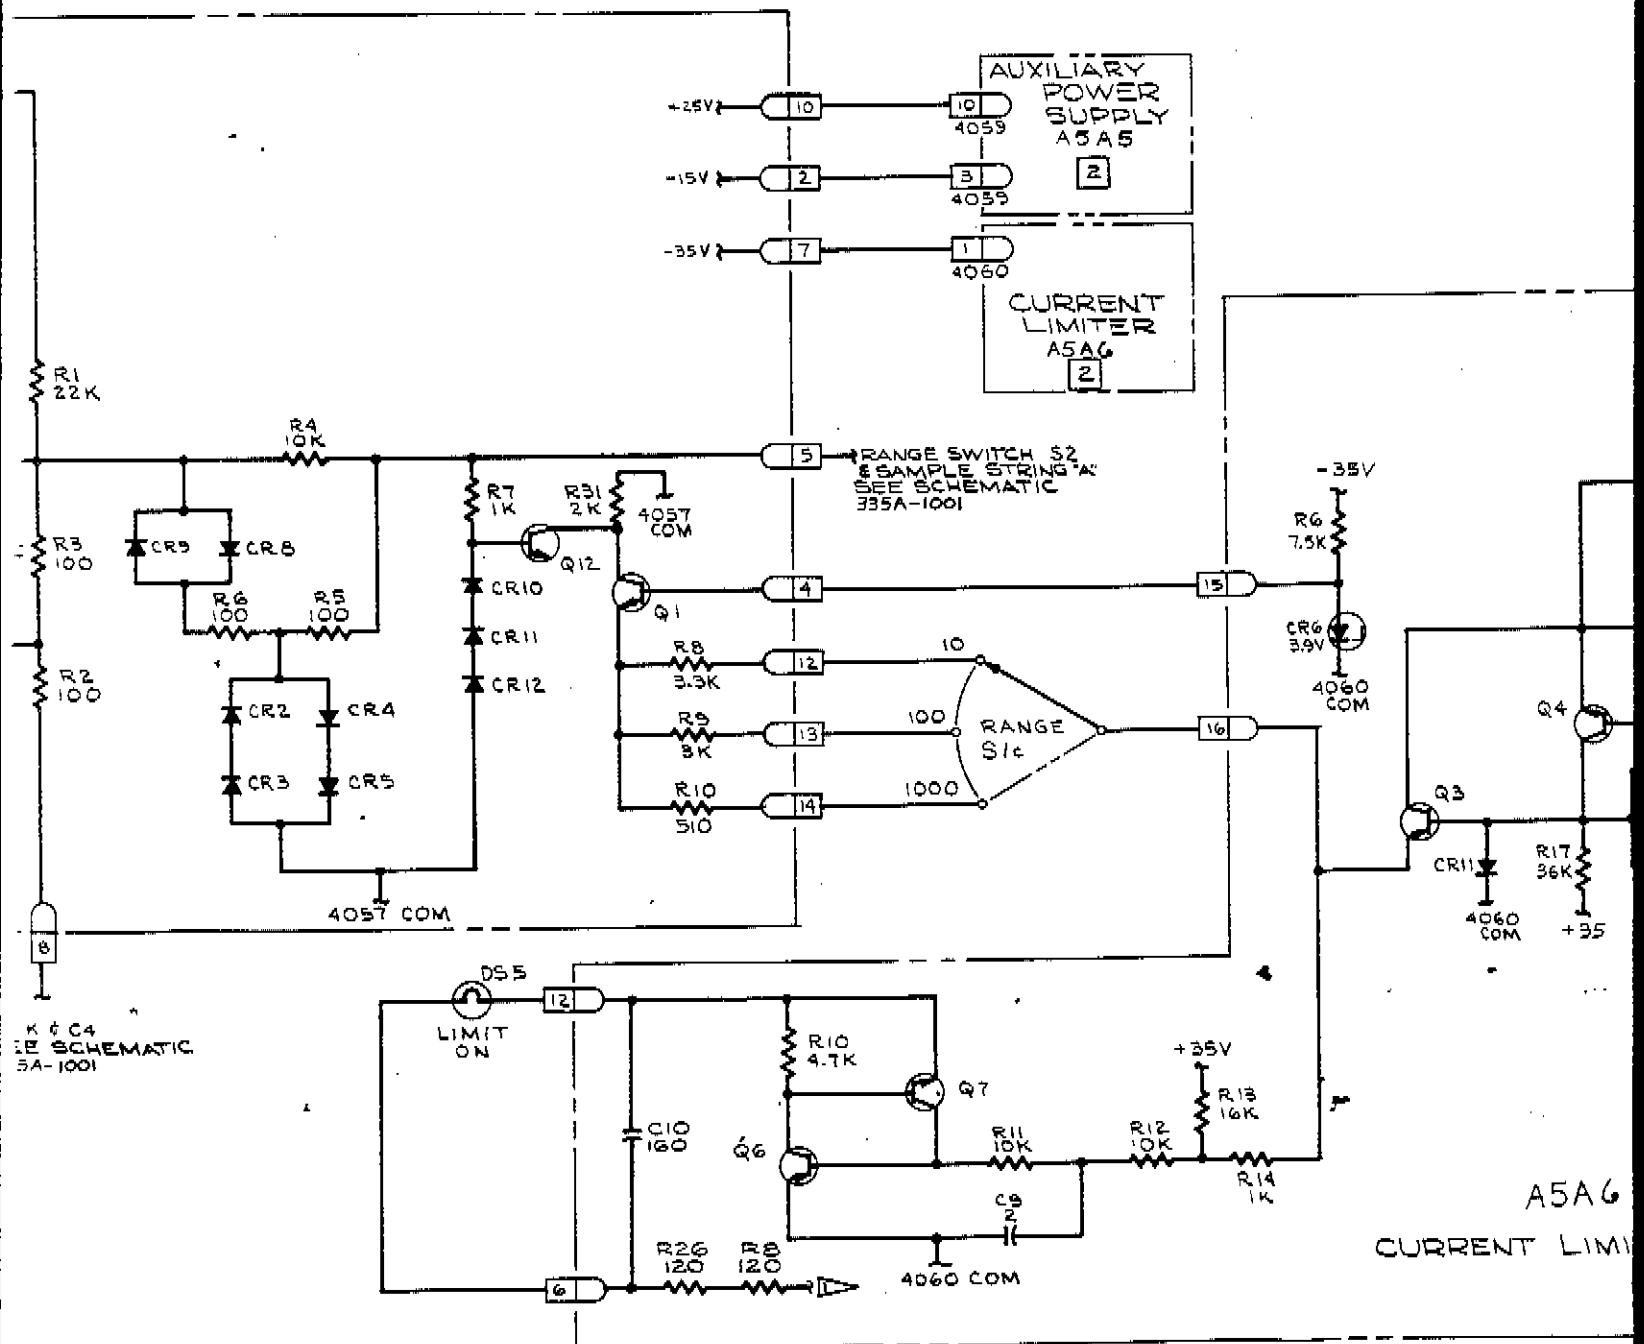 AUXILIARY
POWER
SUPPLY
A5A5
2
+25V
10
10
4059
-15V
2
3
4059
-35V
7
1
4060
CURRENT
LIMITER
A5A6
2
R1
22K
R4
10K
5
RANGE SWITCH S2
& SAMPLE STRING "A"
SEE SCHEMATIC
335A-1001
R7
1K
R31
2K
4057
COM
-35V
R6
7.5K
R3
100
CR9
CR8
Q12
CR10
Q1
4
15
R6
100
R5
100
CR11
CR6
3.9V
4060
COM
R8
3.3K
12
10
R2
100
CR12
CR2
CR4
R9
3K
13
100
RANGE
S1c
16
Q4
CR3
CR5
R10
510
14
1000
Q3
CR11
R17
36K
4060
COM
+35
4057 COM
8
DS5
12
LIMIT
ON
K & C4
SCHEMATIC
5A-1001
R10
4.7K
Q7
+35V
R13
16K
C10
160
Q6
R11
10K
R12
10K
R14
1K
C9
2
A5A6
CURRENT LIMI
R26
120
R8
120
4060 COM
6